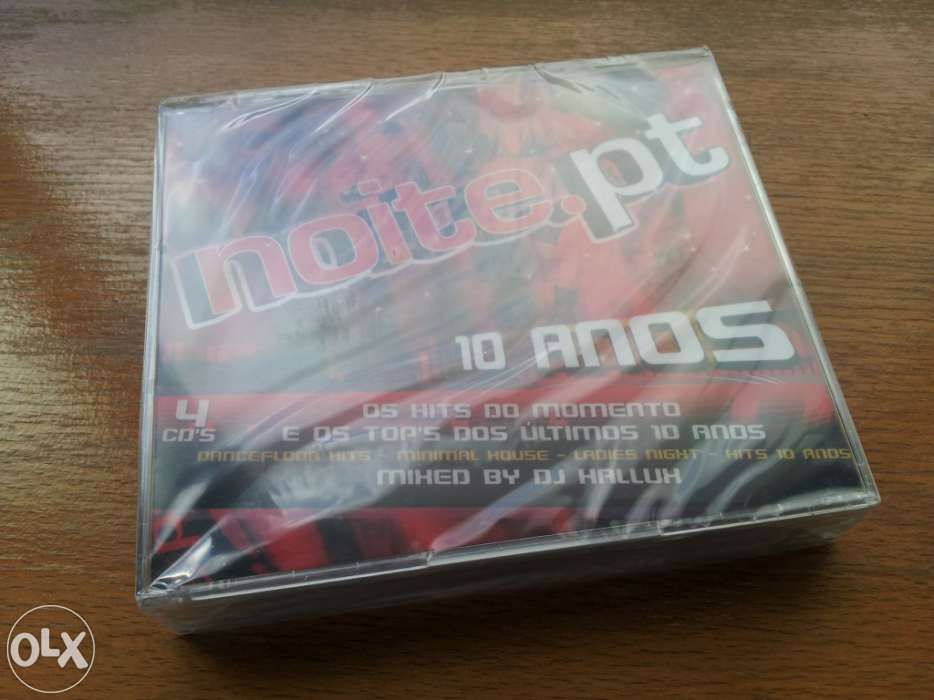 noite.pt
10 ANOS
4
CD'S
OS HITS DO MOMENTO
E OS TOP'S DOS ÚLTIMOS 10 ANOS
DANCEFLOOR HITS - MINIMAL HOUSE - LADIES NIGHT - HITS 10 ANOS
MIXED BY DJ HALLUX
OLX